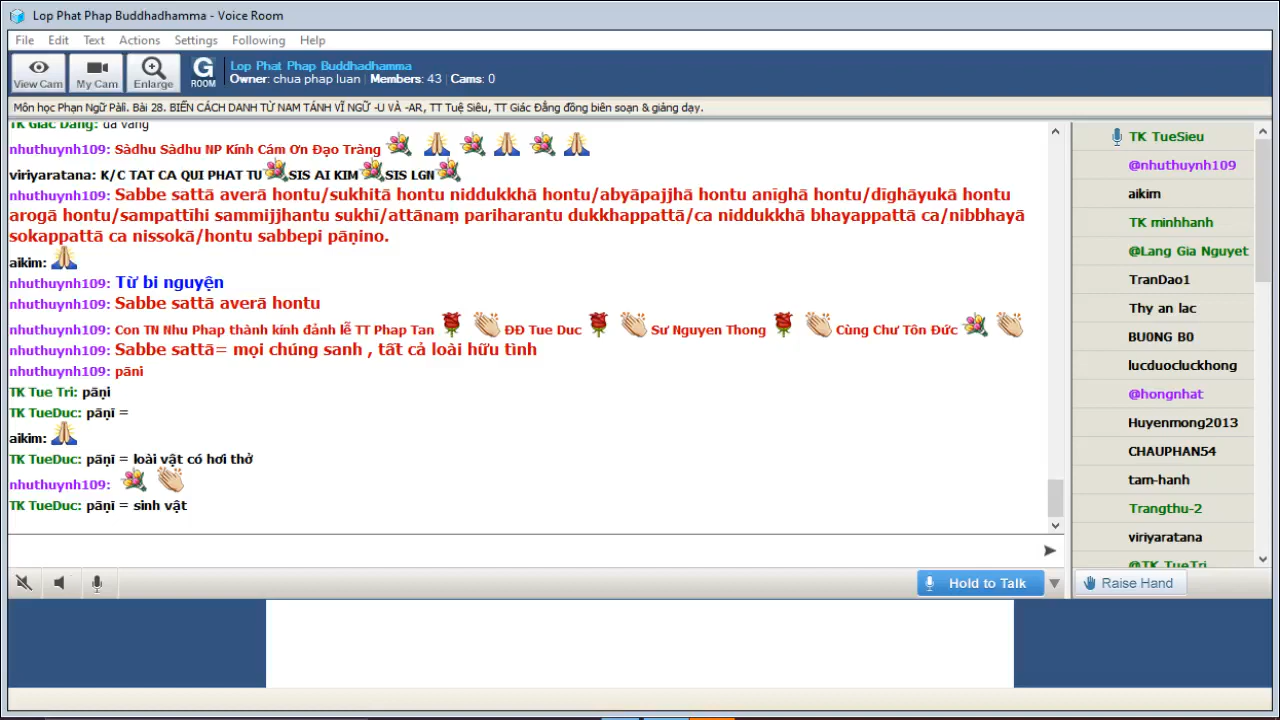 Lop Phat Phap Buddhadhamma - Voice Room
File Edit Text Actions Settings Following Help
View Cam My Cam Enlarge G ROOM
Lop Phat Phap Buddhadhamma
Owner: chua phap luan Members: 43 Cams: 0
Môn học Phạn Ngữ Pàli. Bài 28. BIẾN CÁCH DANH TỪ NAM TÁNH VĨ NGỮ -U VÀ -AR, TT Tuệ Siêu, TT Giác Đẳng đồng biên soạn & giảng dạy.
TK Giac Dang: da vang
nhuthuynh109: Sàdhu Sàdhu NP Kính Cám Ơn Đạo Tràng
viriyaratana: K/C TAT CA QUI PHAT TU SIS AI KIM SIS LGN
nhuthuynh109: Sabbe sattā averā hontu/sukhitā hontu niddukkhā hontu/abyāpajjhā hontu anīghā hontu/dīghāyukā hontu
arogā hontu/sampattīhi sammijjhantu sukhī/attānaṃ pariharantu dukkhappattā/ca niddukkhā bhayappattā ca/nibbhayā
sokappattā ca nissokā/hontu sabbepi pāṇino.
aikim:
nhuthuynh109: Từ bi nguyện
nhuthuynh109: Sabbe sattā averā hontu
nhuthuynh109: Con TN Nhu Phap thành kính đảnh lễ TT Phap Tan ĐĐ Tue Duc Sư Nguyen Thong Cùng Chư Tôn Đức
nhuthuynh109: Sabbe sattā= mọi chúng sanh , tất cả loài hữu tình
nhuthuynh109: pāni
TK Tue Tri: pāṇi
TK TueDuc: pāṇī =
aikim:
TK TueDuc: pāṇī = loài vật có hơi thở
nhuthuynh109:
TK TueDuc: pāṇī = sinh vật
Hold to Talk
TK TueSieu
@nhuthuynh109
aikim
TK minhhanh
@Lang Gia Nguyet
TranDao1
Thy an lac
BU0NG B0
lucduocluckhong
@hongnhat
Huyenmong2013
CHAUPHAN54
tam-hanh
Trangthu-2
viriyaratana
@TK TueTri
Raise Hand